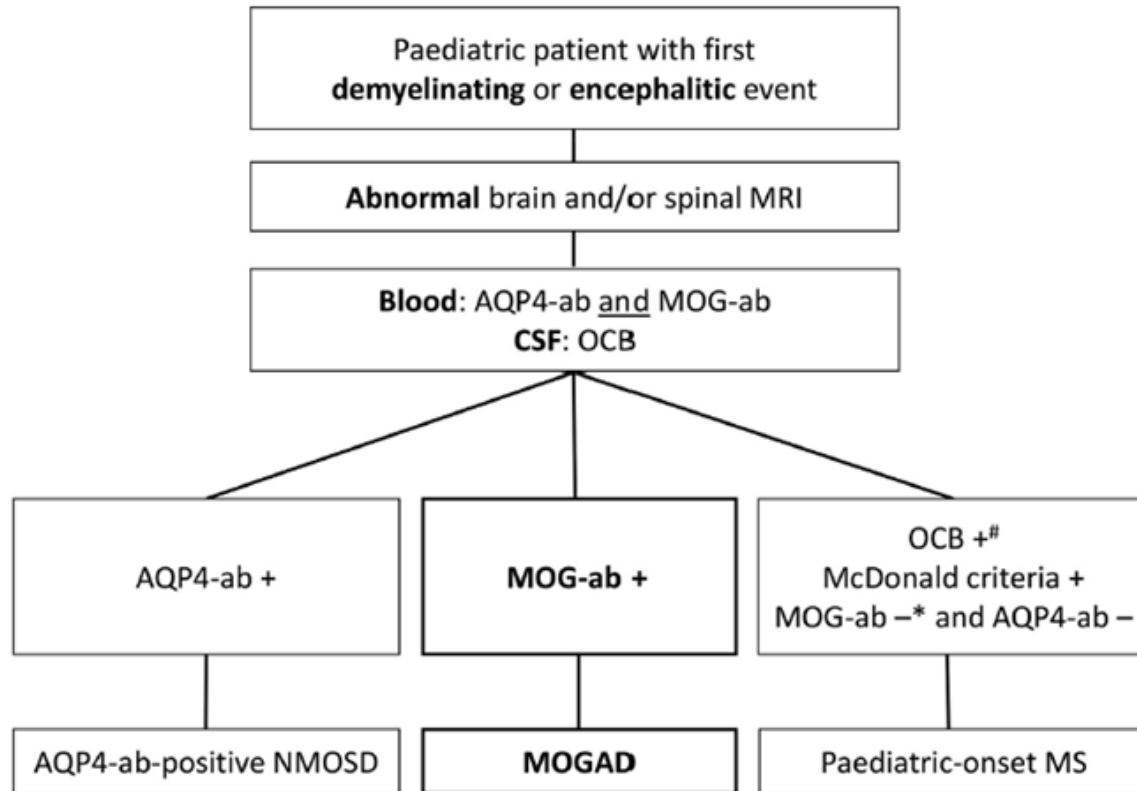 Paediatric patient with first
demyelinating or encephalitic event
Abnormal brain and/or spinal MRI
Blood: AQP4-ab and MOG-ab
CSF: OCB
AQP4-ab +
MOG-ab +
OCB +#
McDonald criteria +
MOG-ab –* and AQP4-ab –
AQP4-ab-positive NMOSD
MOGAD
Paediatric-onset MS